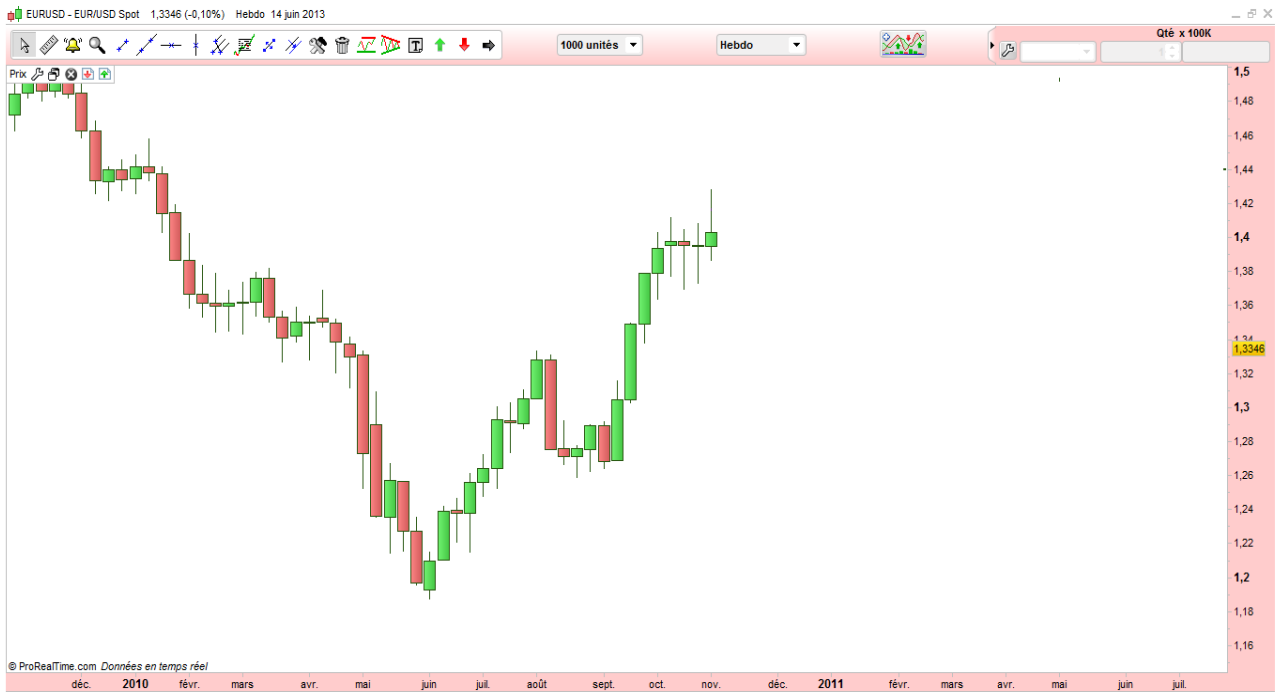 EURUSD - EUR/USD Spot 1,3346 (-0,10%) Hebdo 14 juin 2013
Qté x 100K
1000 unités
Hebdo
1
Prix
1,5
1,48
1,46
1,44
1,42
1,4
1,38
1,36
1,34
1,3346
1,32
1,3
1,28
1,26
1,24
1,22
1,2
1,18
1,16
© ProRealTime.com Données en temps réel
déc. 2010 févr. mars avr. mai juin juil. août sept. oct. nov. déc. 2011 févr. mars avr. mai juin juil.